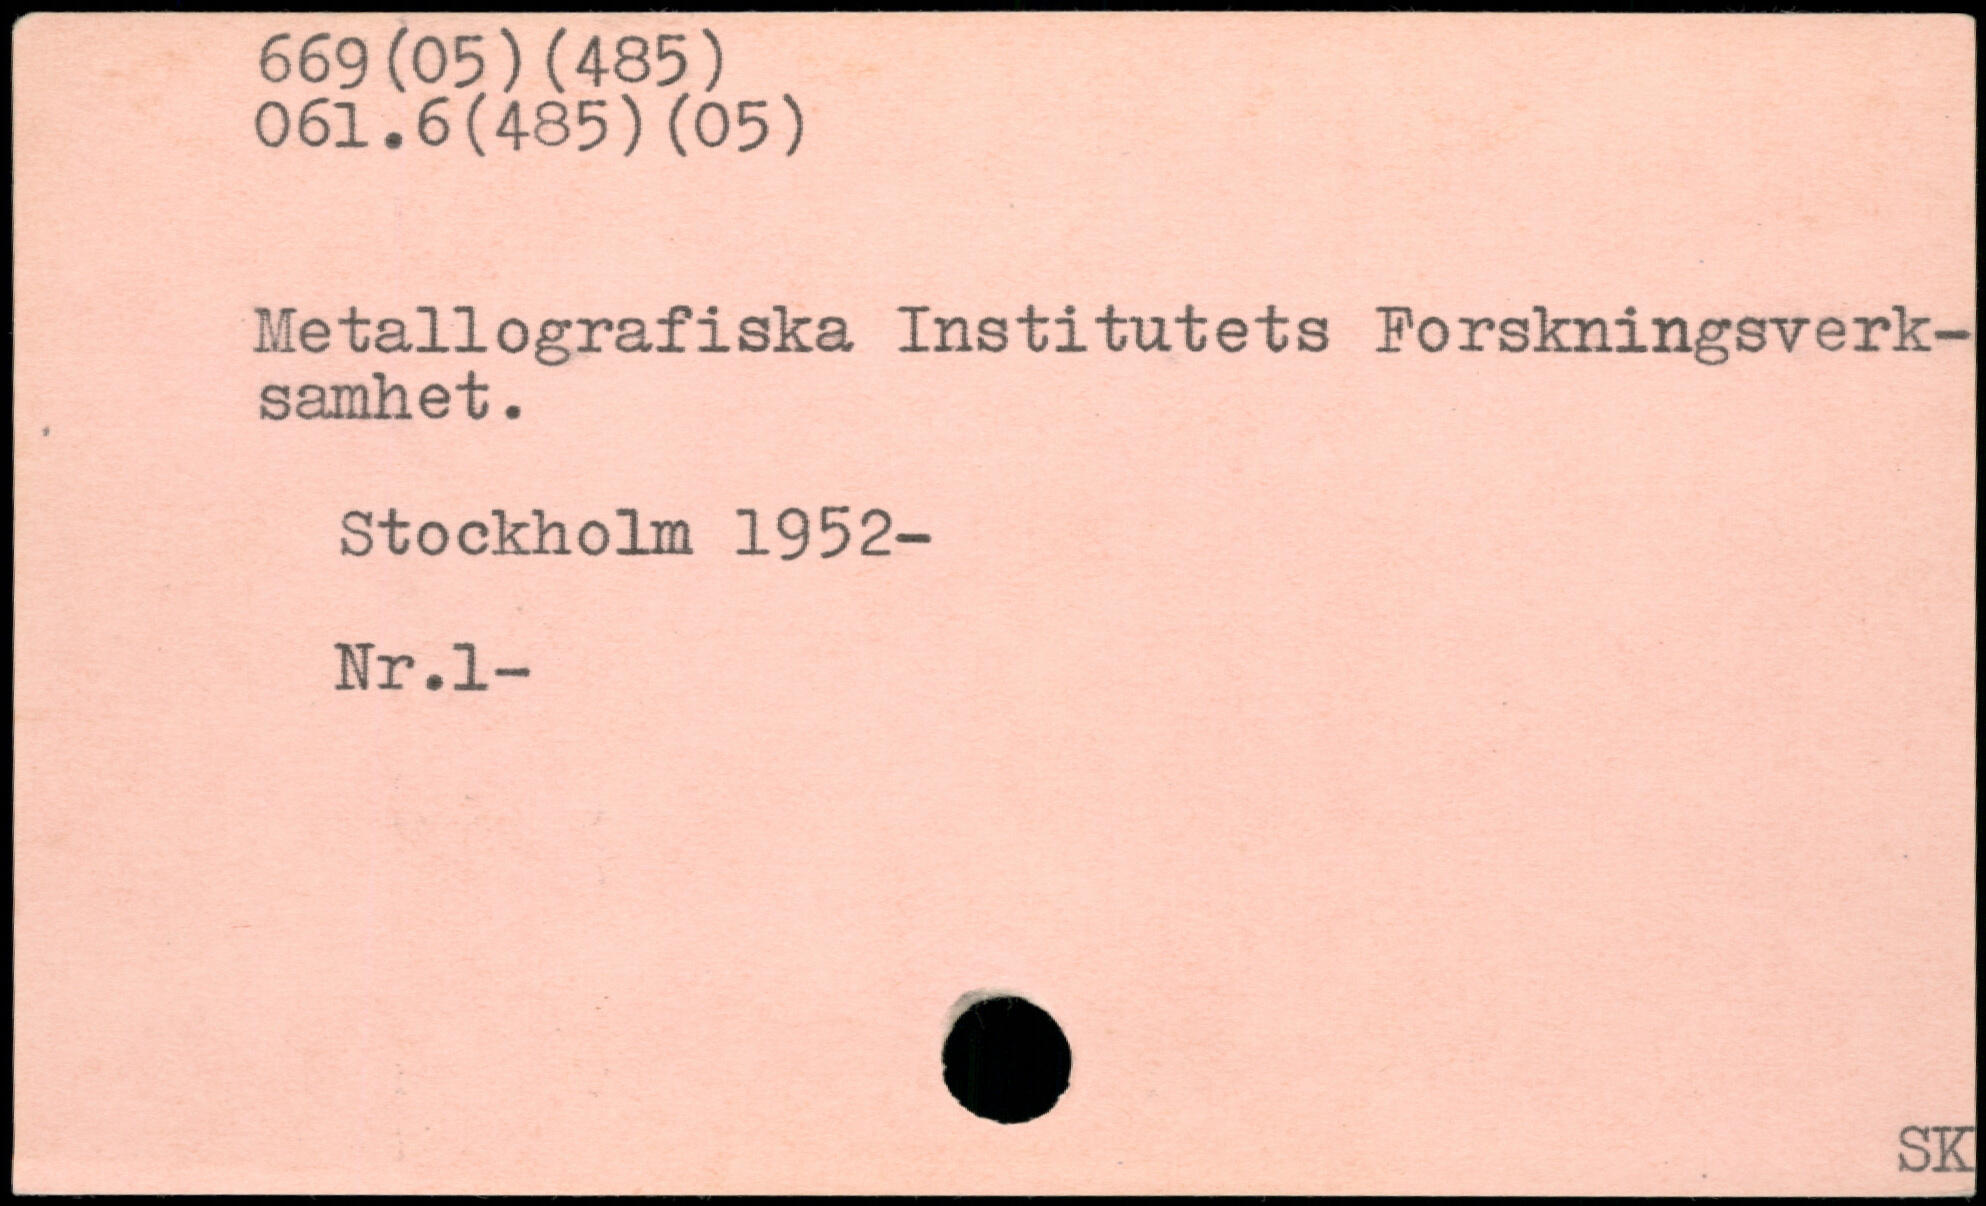 669(05)(485)
061.6(485)(05)
Metallografiska Institutets Forskningsverk-
samhet.
Stockholm 1952-
Nr.1-
SK